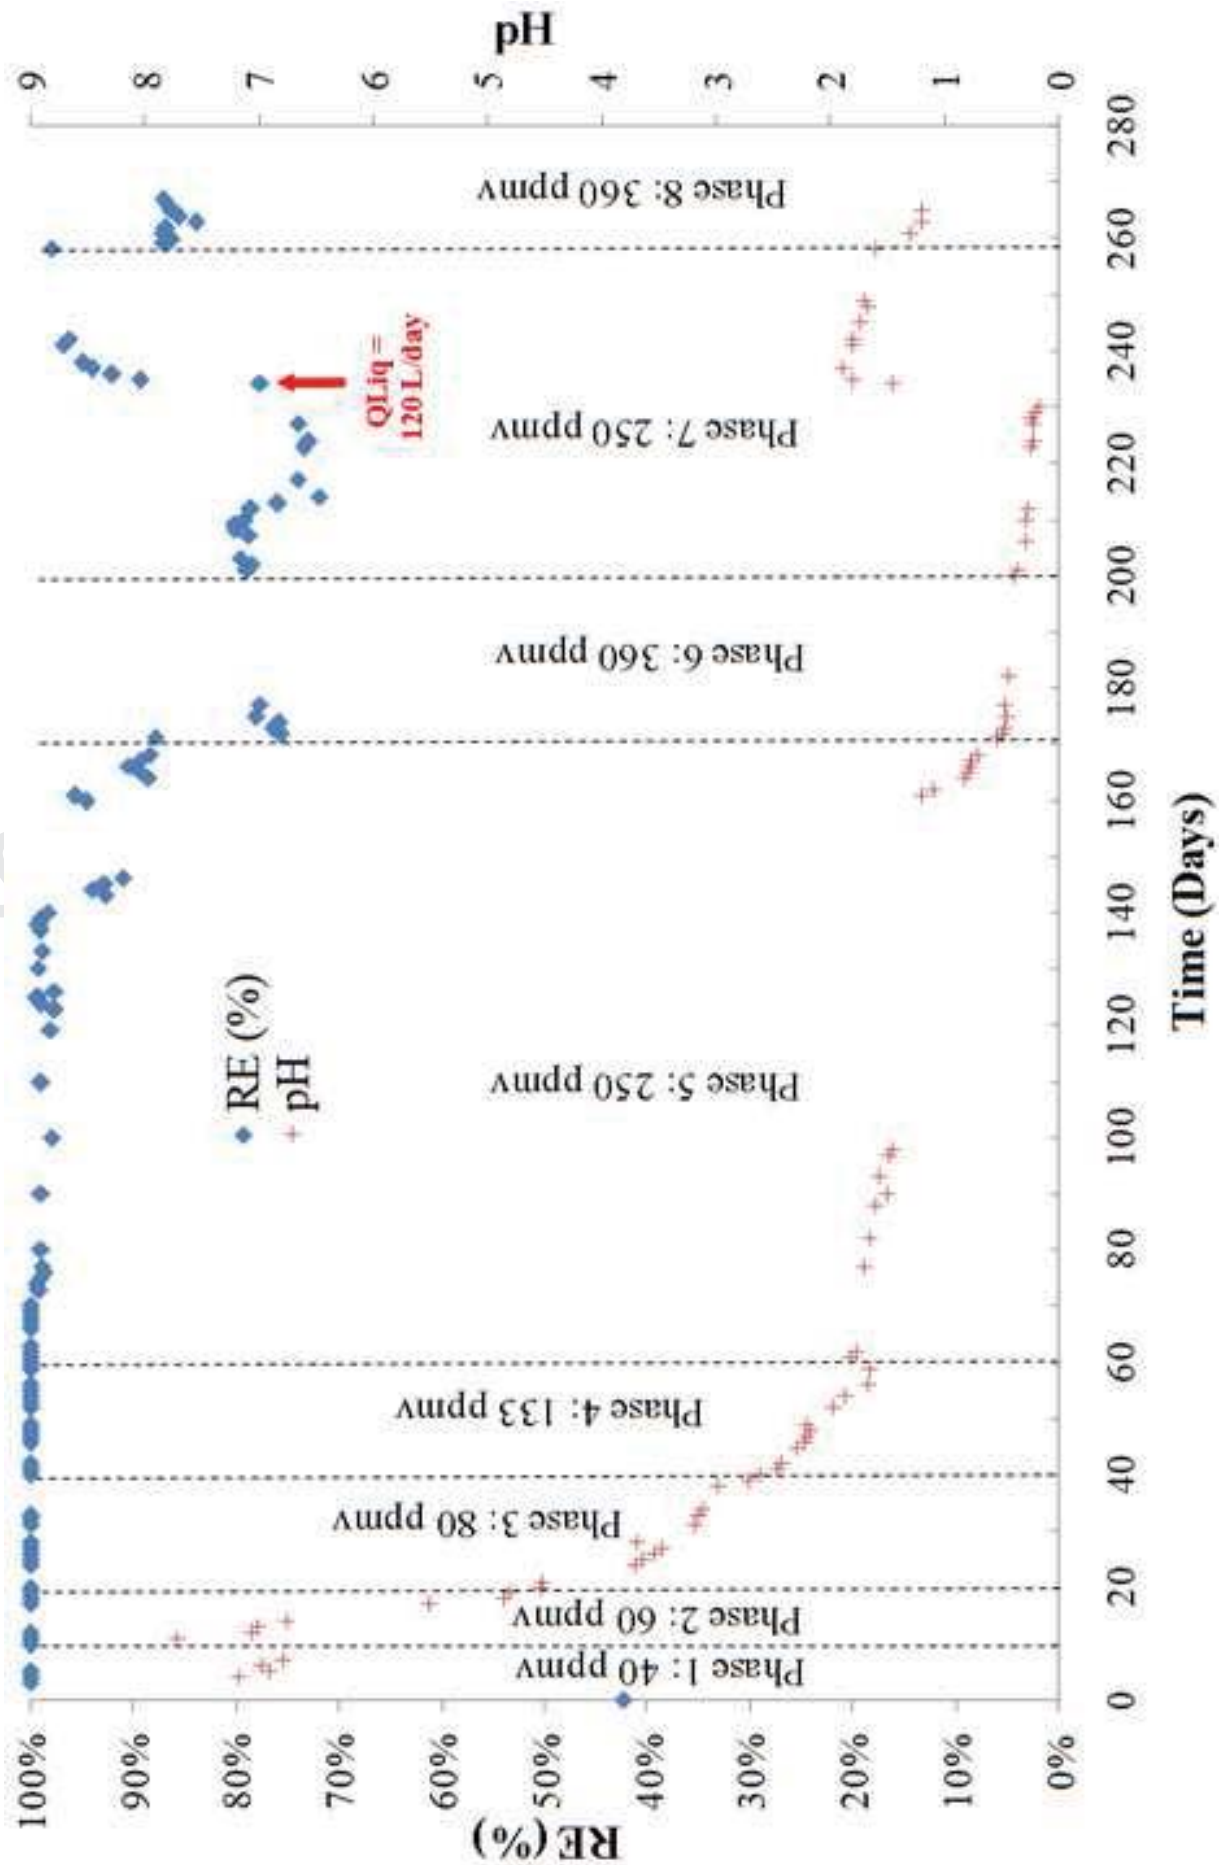 RE (%)
100%
90%
80%
70%
60%
50%
40%
30%
20%
10%
0%
Phase 1: 40 ppmv
Phase 2: 60 ppmv
Phase 3: 80 ppmv
Phase 4: 133 ppmv
Phase 5: 250 ppmv
Phase 6: 360 ppmv
Phase 7: 250 ppmv
Phase 8: 360 ppmv
RE (%)
pH
QLiq =
120 L/day
9
8
7
6
5
4
3
2
1
0
pH
0
20
40
60
80
100
120
140
160
180
200
220
240
260
280
Time (Days)